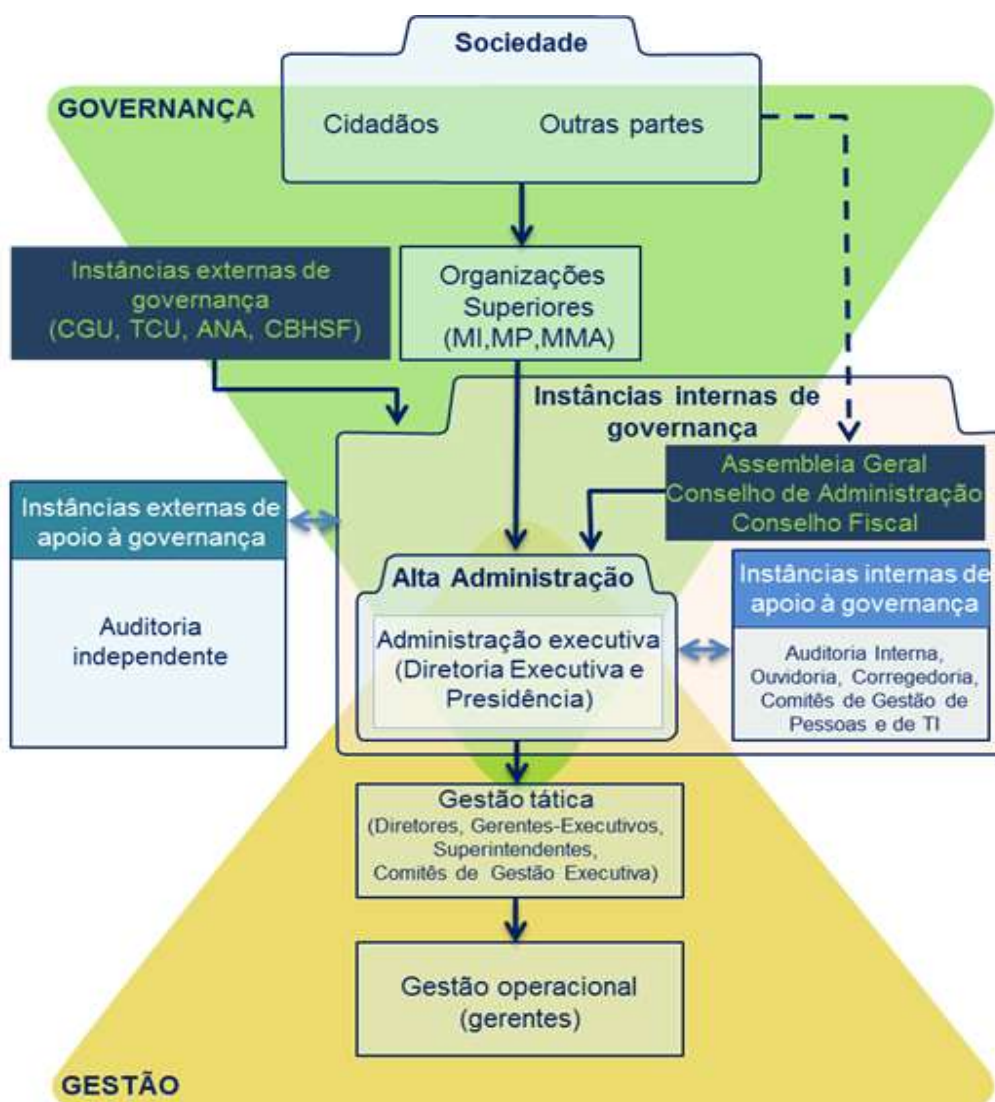 Sociedade
GOVERNANÇA
Cidadãos
Outras partes
Instâncias externas de
governança
(CGU, TCU, ANA, CBHSF)
Organizações
Superiores
(MI,MP,MMA)
Instâncias internas de
governança
Assembleia Geral
Conselho de Administração
Conselho Fiscal
Instâncias externas de
apoio à governança
Auditoria
independente
Alta Administração
Administração executiva
(Diretoria Executiva e
Presidência)
Instâncias internas de
apoio à governança
Auditoria Interna,
Ouvidoria, Corregedoria,
Comitês de Gestão de
Pessoas e de TI
Gestão tática
(Diretores, Gerentes-Executivos,
Superintendentes,
Comitês de Gestão Executiva)
Gestão operacional
(gerentes)
GESTÃO